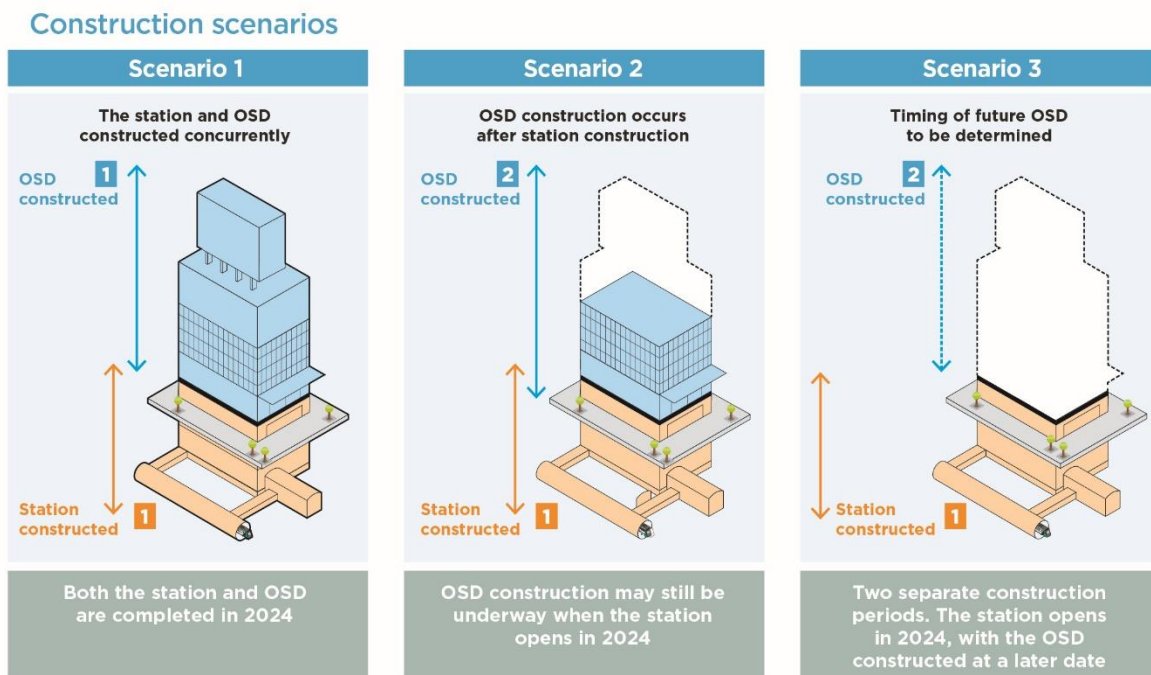 Construction scenarios
Scenario 1
The station and OSD
constructed concurrently
OSD
constructed
1
Station
constructed
1
Both the station and OSD
are completed in 2024
Scenario 2
OSD construction occurs
after station construction
OSD
constructed
2
Station
constructed
1
OSD construction may still be
underway when the station
opens in 2024
Scenario 3
Timing of future OSD
to be determined
OSD
constructed
2
Station
constructed
1
Two separate construction
periods. The station opens
in 2024, with the OSD
constructed at a later date